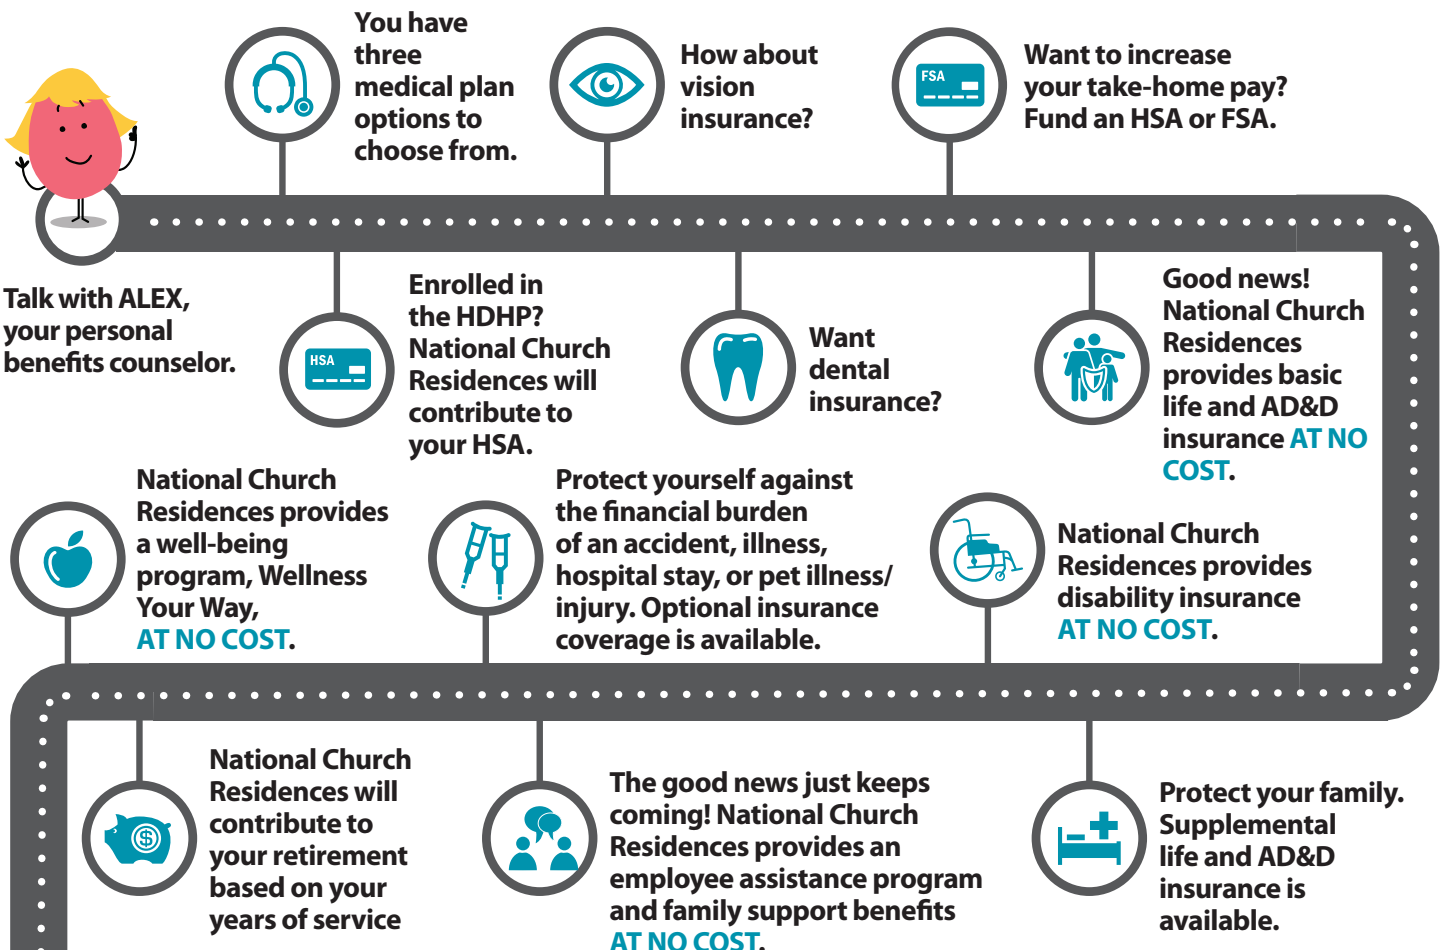 You have
three
medical plan
options to
choose from.
How about
vision
insurance?
FSA
Want to increase
your take-home pay?
Fund an HSA or FSA.
Talk with ALEX,
your personal
benefits counselor.
HSA
Enrolled in
the HDHP?
National Church
Residences will
contribute to
your HSA.
Want
dental
insurance?
Good news!
National Church
Residences
provides basic
life and AD&D
insurance AT NO
COST.
National Church
Residences provides
a well-being
program, Wellness
Your Way,
AT NO COST.
Protect yourself against
the financial burden
of an accident, illness,
hospital stay, or pet illness/
injury. Optional insurance
coverage is available.
National Church
Residences provides
disability insurance
AT NO COST.
$
National Church
Residences will
contribute to
your retirement
based on your
years of service
The good news just keeps
coming! National Church
Residences provides an
employee assistance program
and family support benefits
AT NO COST.
Protect your family.
Supplemental
life and AD&D
insurance is
available.